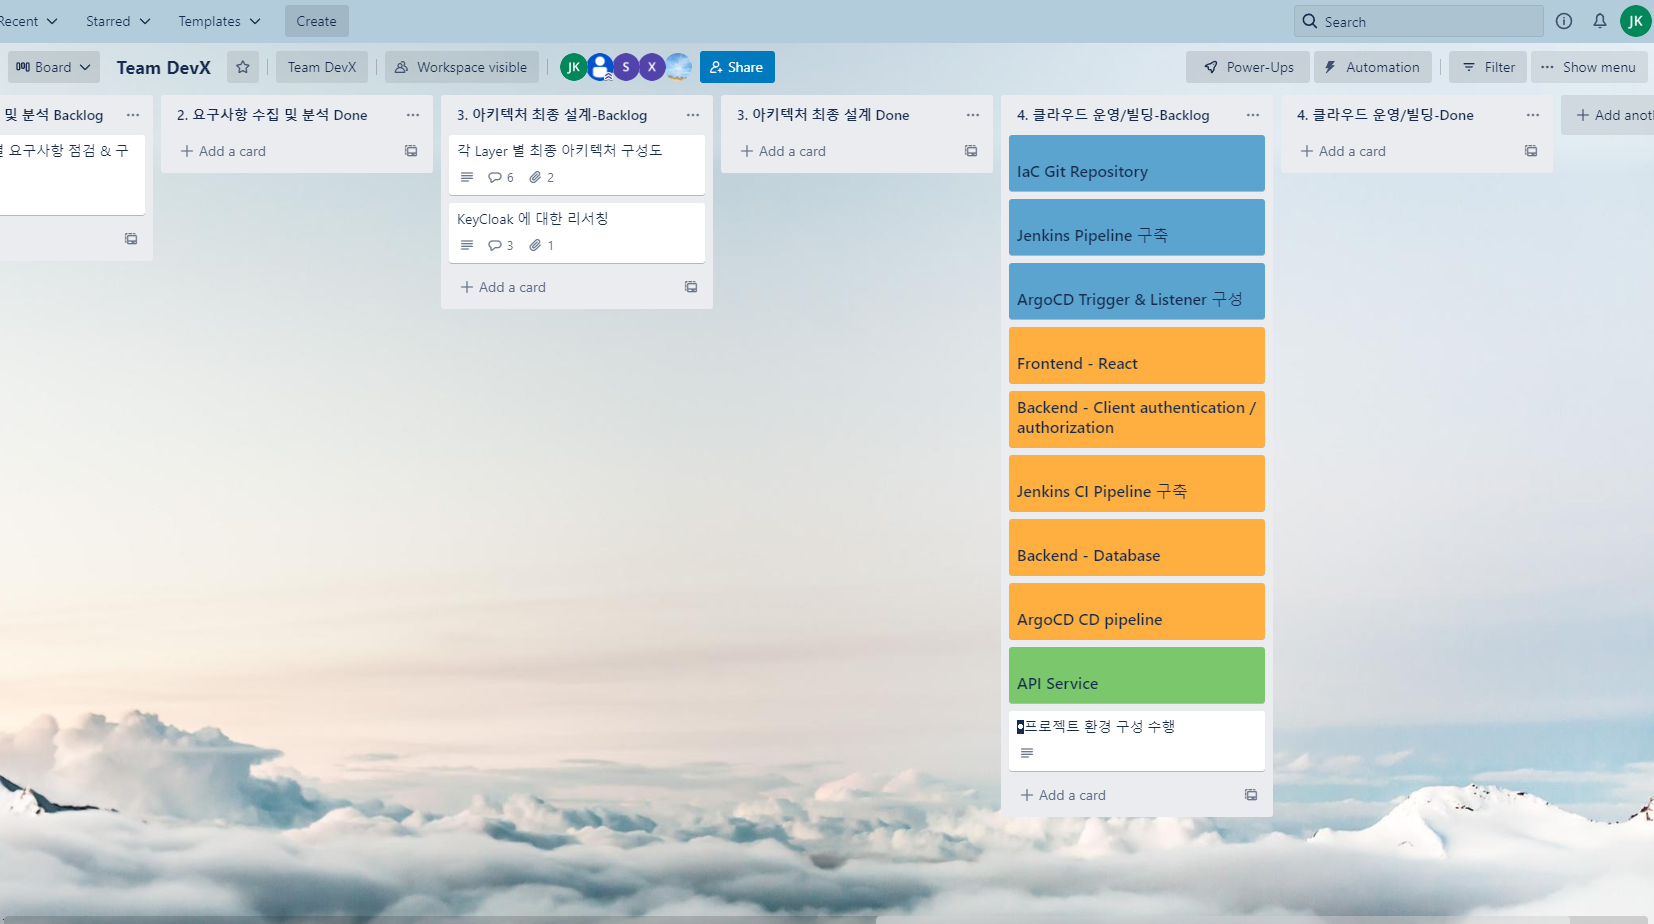 Recent
Starred
Templates
Create
Search
JK
Board
Team DevX
Team DevX
Workspace visible
JK
S
X
Share
Power-Ups
Automation
Filter
Show menu
및 분석 Backlog
요구사항 점검 & 구
2. 요구사항 수집 및 분석 Done
Add a card
3. 아키텍처 최종 설계-Backlog
각 Layer 별 최종 아키텍처 구성도
6
2
KeyCloak 에 대한 리서칭
3
1
Add a card
3. 아키텍처 최종 설계 Done
Add a card
4. 클라우드 운영/빌딩-Backlog
IaC Git Repository
Jenkins Pipeline 구축
ArgoCD Trigger & Listener 구성
Frontend - React
Backend - Client authentication /
authorization
Jenkins CI Pipeline 구축
Backend - Database
ArgoCD CD pipeline
API Service
프로젝트 환경 구성 수행
Add a card
4. 클라우드 운영/빌딩-Done
Add a card
Add anot